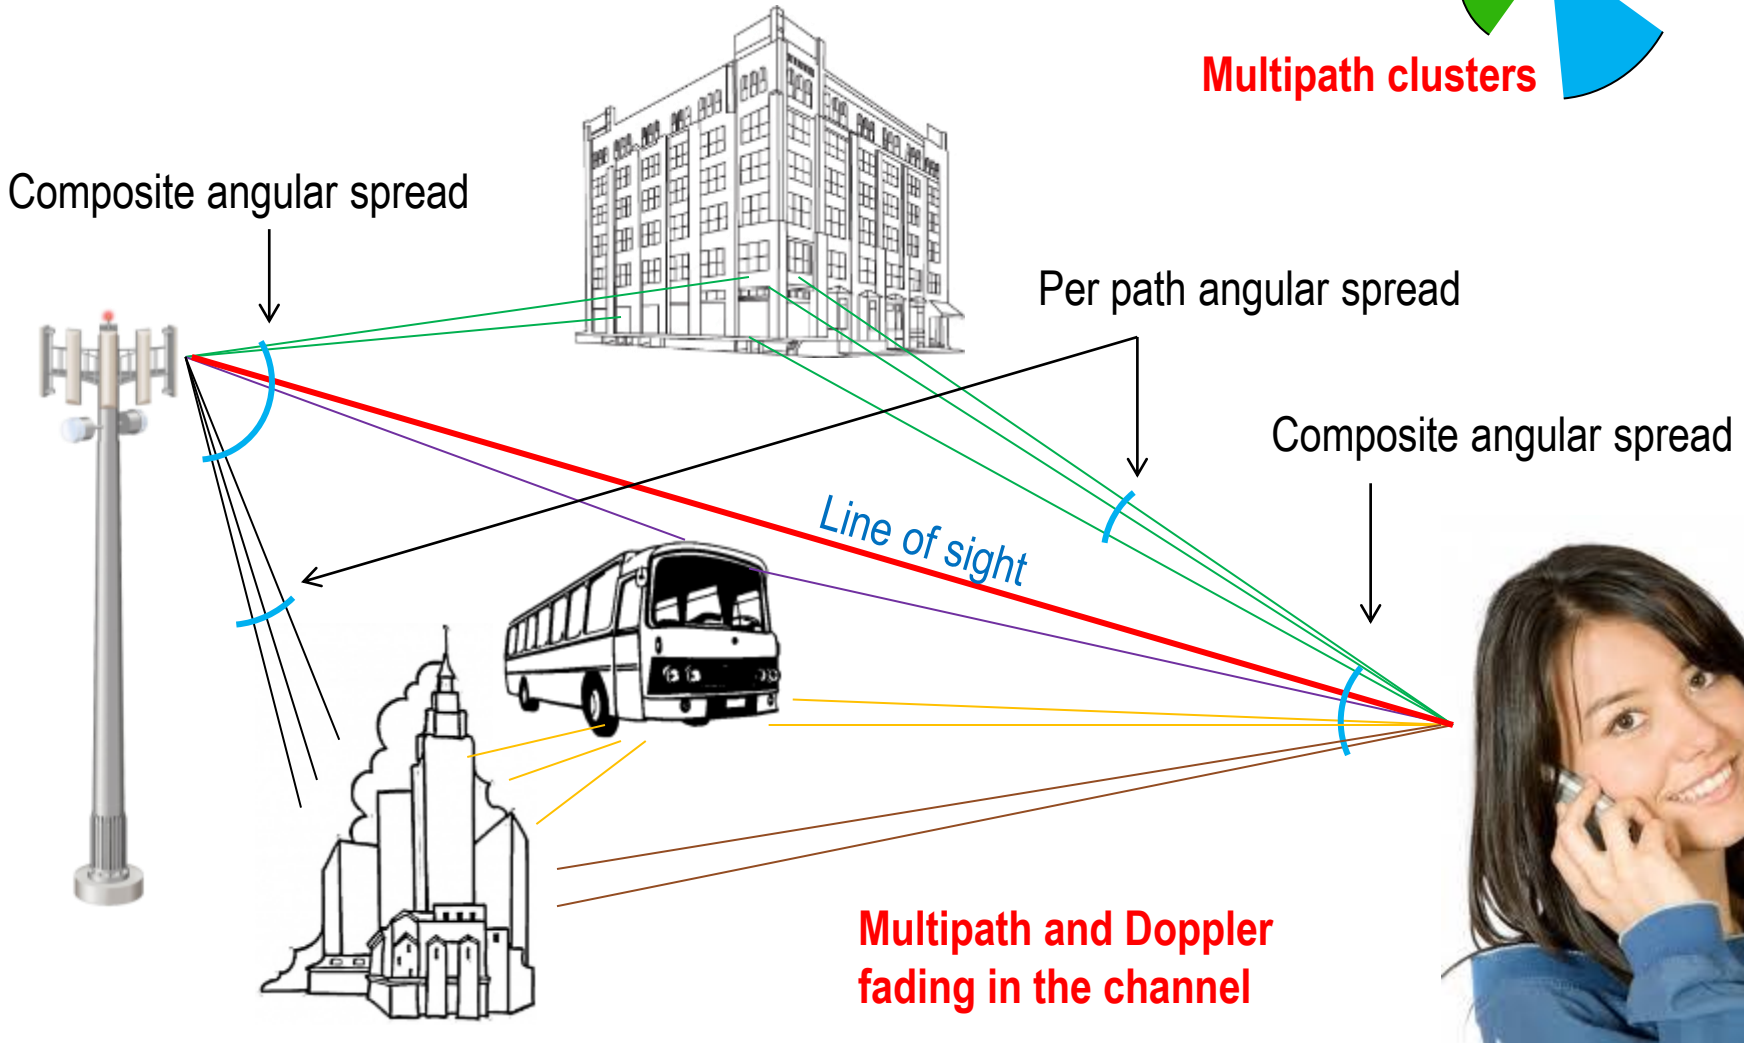 Multipath clusters
Composite angular spread
Per path angular spread
Composite angular spread
Line of sight
Multipath and Doppler
fading in the channel